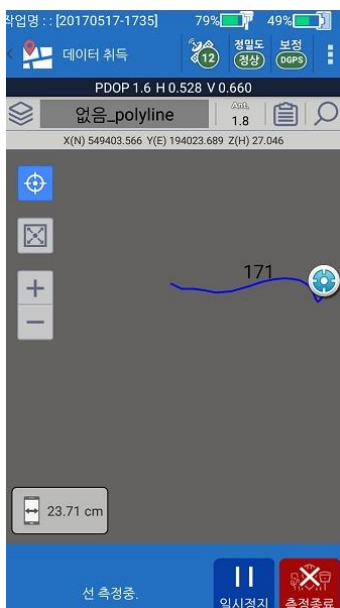 작업명 : : [20170517-1735] 79% 49%
데이터 취득 12 정밀도 정상 보정 DGPS
PDOP 1.6 H 0.528 V 0.660
없음_polyline Ant. 1.8
X(N) 549403.566 Y(E) 194023.689 Z(H) 27.046
171
23.71 cm
선 측정중.
일시정지 측정종료